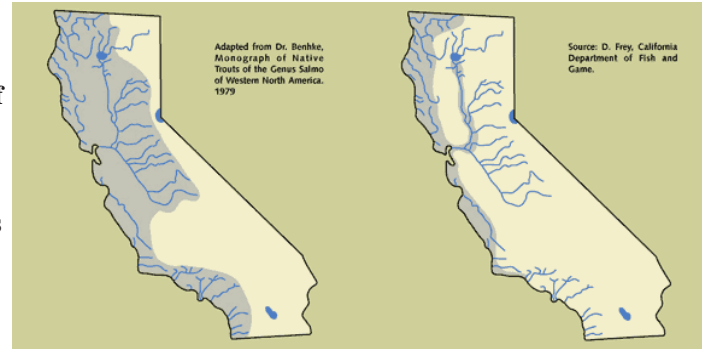 Adapted from Dr. Benhke,
Monograph of Native
Trouts of the Genus Salmo
of Western North America.
1979
Source: D. Frey, California
Department of Fish and
Game.
f
s